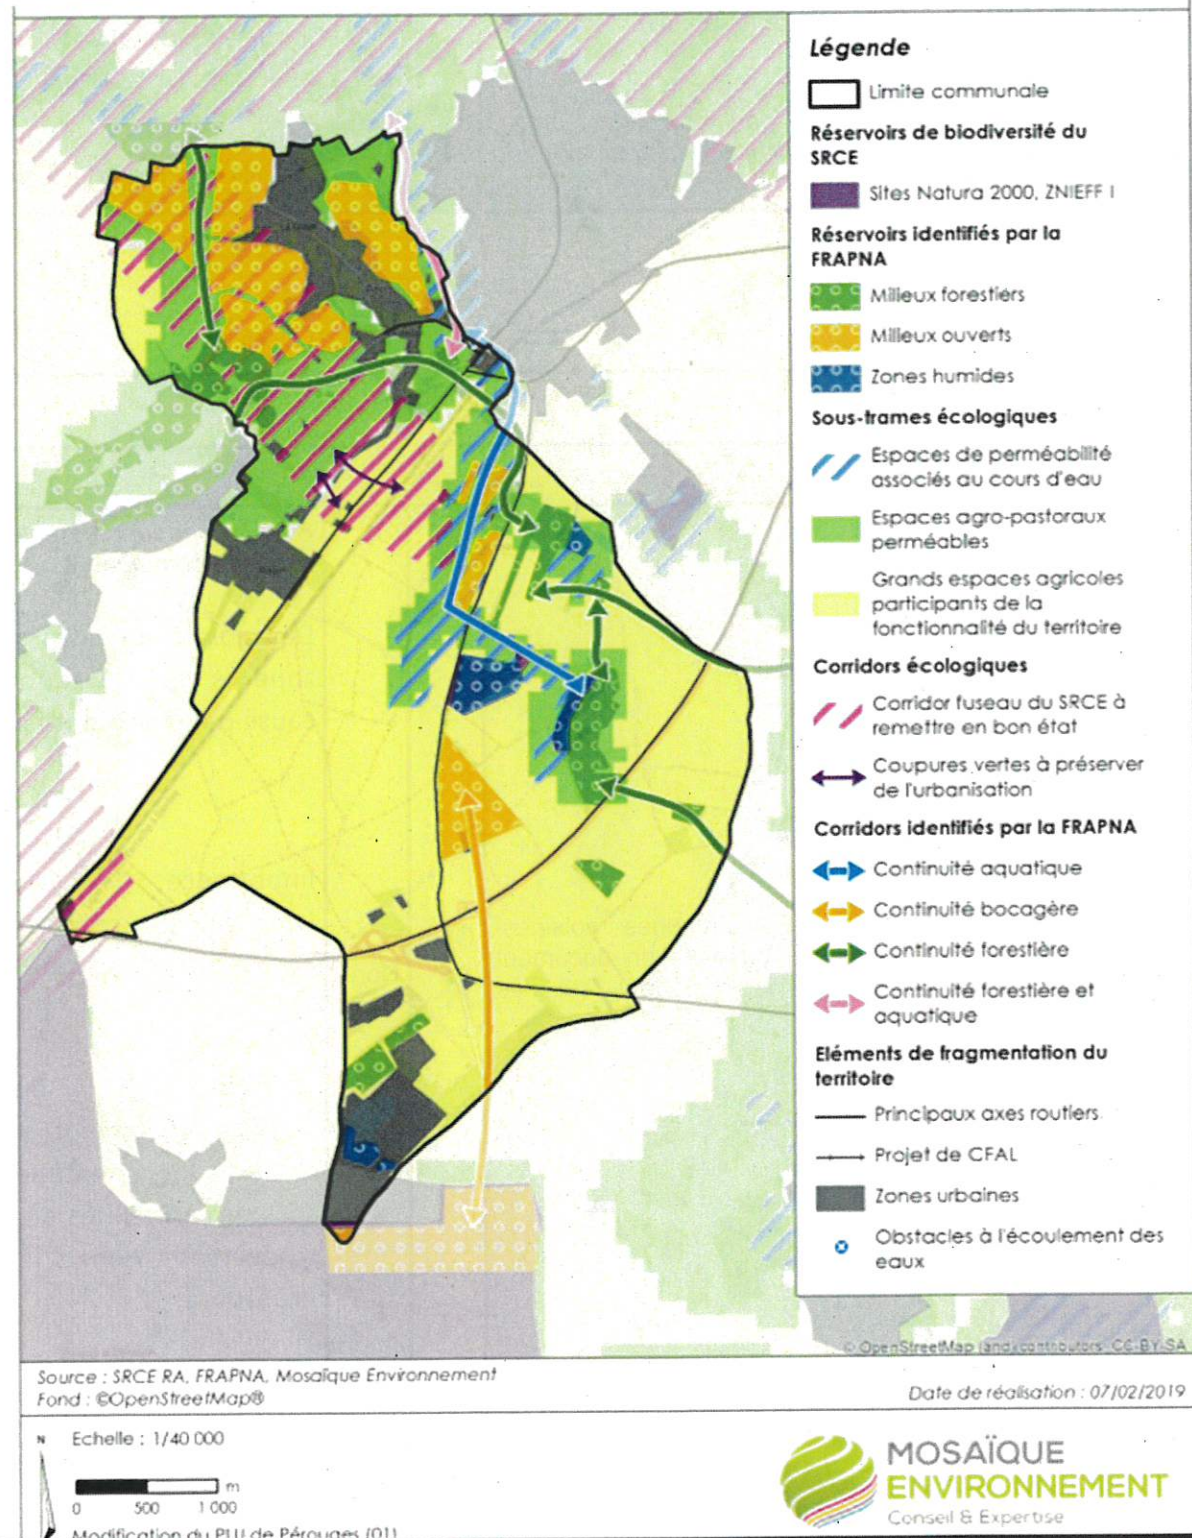 Légende
Limite communale
Réservoirs de biodiversité du
SRCE
Sites Natura 2000, ZNIEFF I
Réservoirs identifiés par la
FRAPNA
Milieux forestiers
Milieux ouverts
Zones humides
Sous-trames écologiques
Espaces de perméabilité
associés au cours d'eau
Espaces agro-pastoraux
perméables
Grands espaces agricoles
participants de la
fonctionnalité du territoire
Corridors écologiques
Corridor fuseau du SRCE à
remettre en bon état
Coupures vertes à préserver
de l'urbanisation
Corridors identifiés par la FRAPNA
Continuité aquatique
Continuité bocagère
Continuité forestière
Continuité forestière et
aquatique
Eléments de fragmentation du
territoire
Principaux axes routiers
Projet de CFAL
Zones urbaines
Obstacles à l'écoulement des
eaux
© OpenStreetMap (and) contributors, CC-BY-SA
Source : SRCE RA, FRAPNA, Mosaïque Environnement
Fond : ©OpenStreetMap®
Date de réalisation : 07/02/2019
N
Echelle : 1/40 000
m
0 500 1 000
MOSAÏQUE
ENVIRONNEMENT
Conseil & Expertise
Modification du PLU de Pérouges (01)